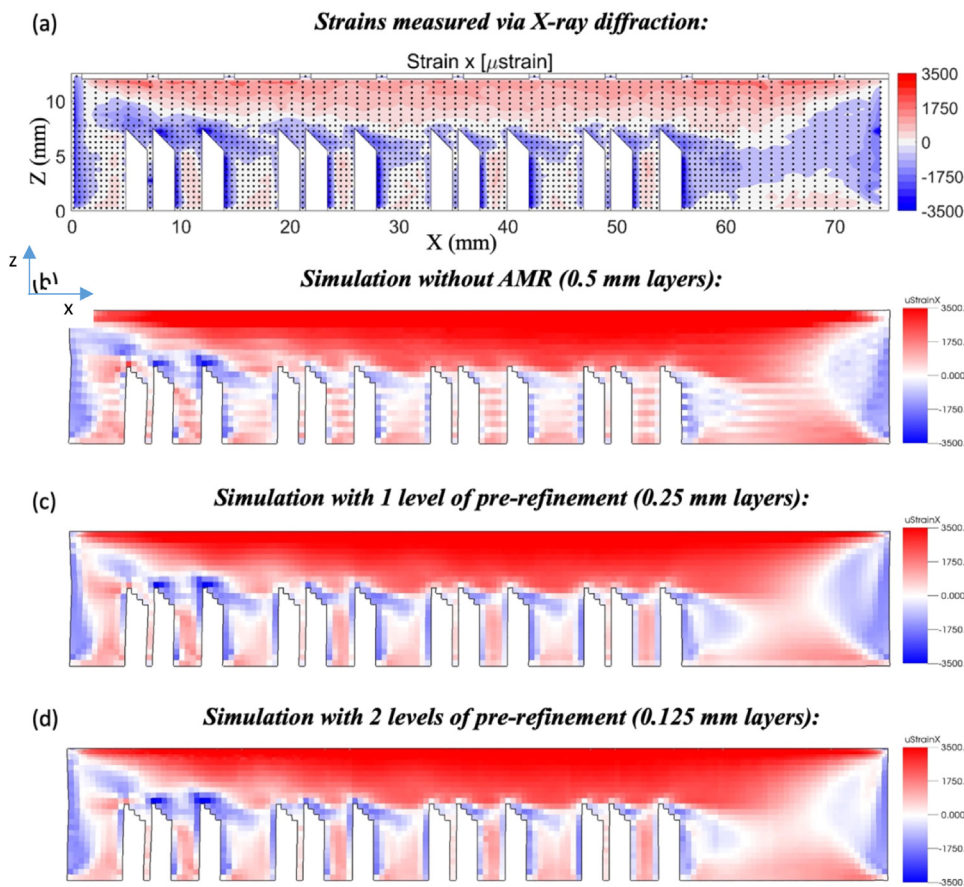 (a)
Strains measured via X-ray diffraction:
Strain x [μstrain]
3500
1750
0
-1750
-3500
10
5
0
Z (mm)
0 10 20 30 40 50 60 70
X (mm)
z
x
(b)
Simulation without AMR (0.5 mm layers):
uStrainX
3500.
1750.
0.000
-1750.
-3500.
(c)
Simulation with 1 level of pre-refinement (0.25 mm layers):
uStrainX
3500.
1750.
0.000
-1750.
-3500.
(d)
Simulation with 2 levels of pre-refinement (0.125 mm layers):
uStrainX
3500.
1750.
0.000
-1750.
-3500.